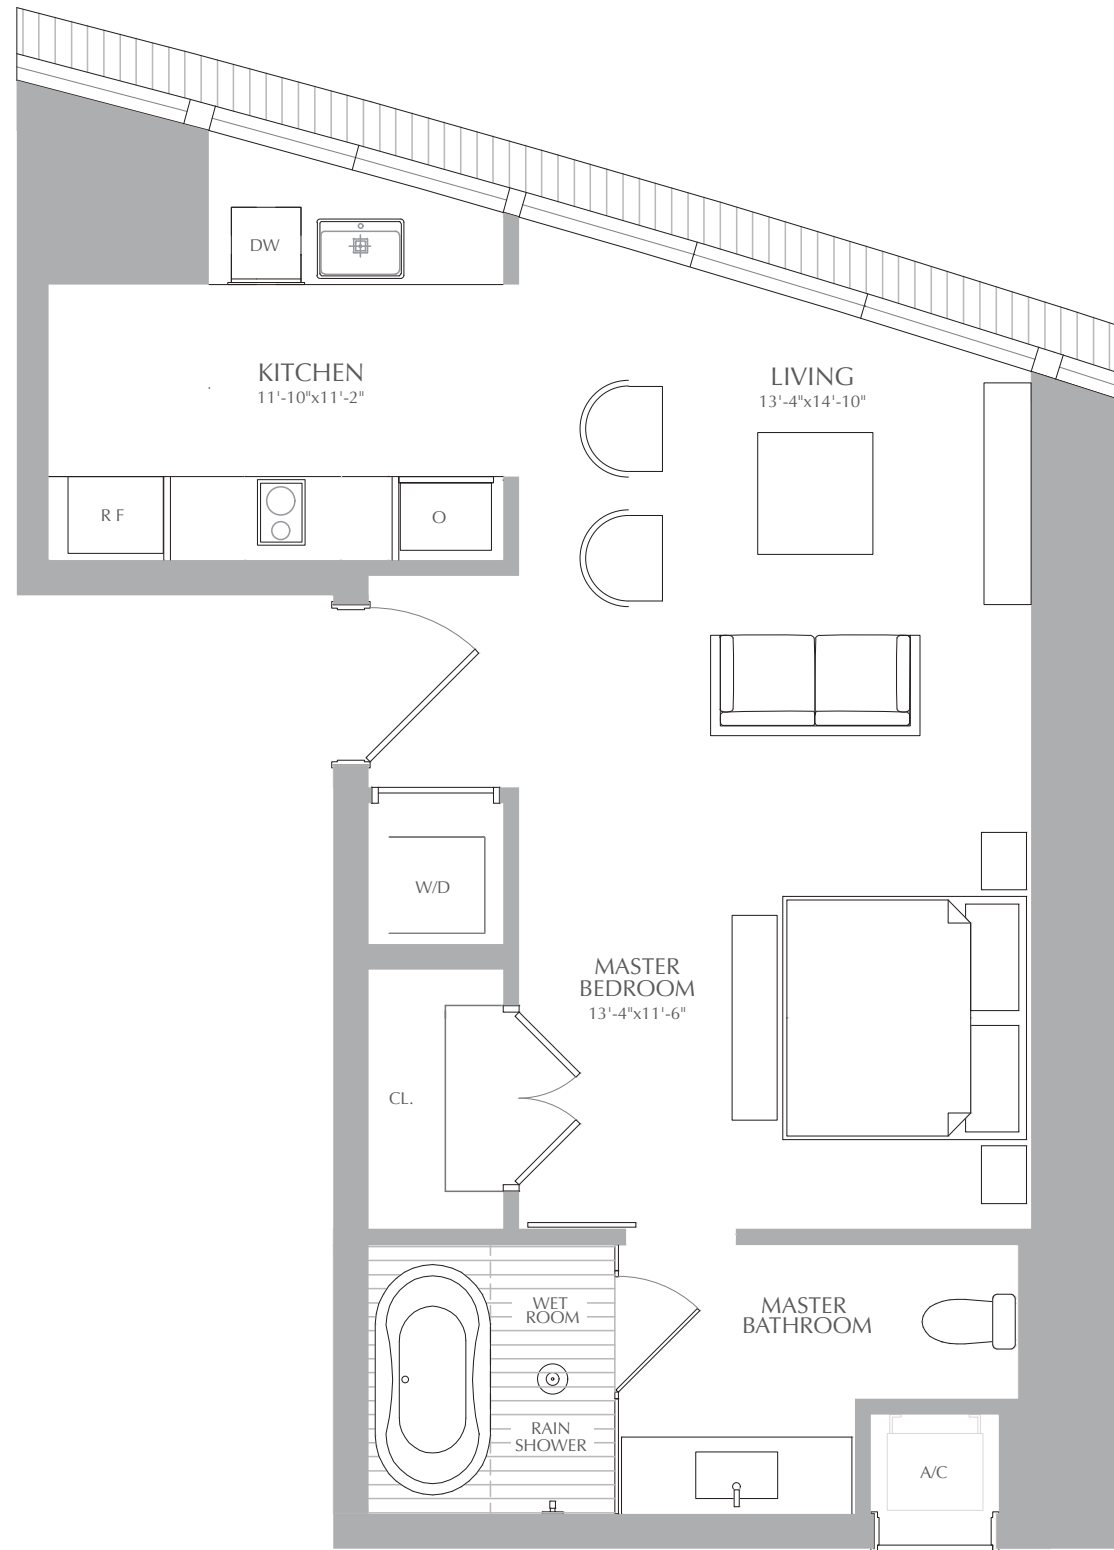 DW
KITCHEN
11'-10"x11'-2"
LIVING
13'-4"x14'-10"
R F
O
W/D
MASTER
BEDROOM
13'-4"x11'-6"
CL.
WET
ROOM
MASTER
BATHROOM
RAIN
SHOWER
A/C